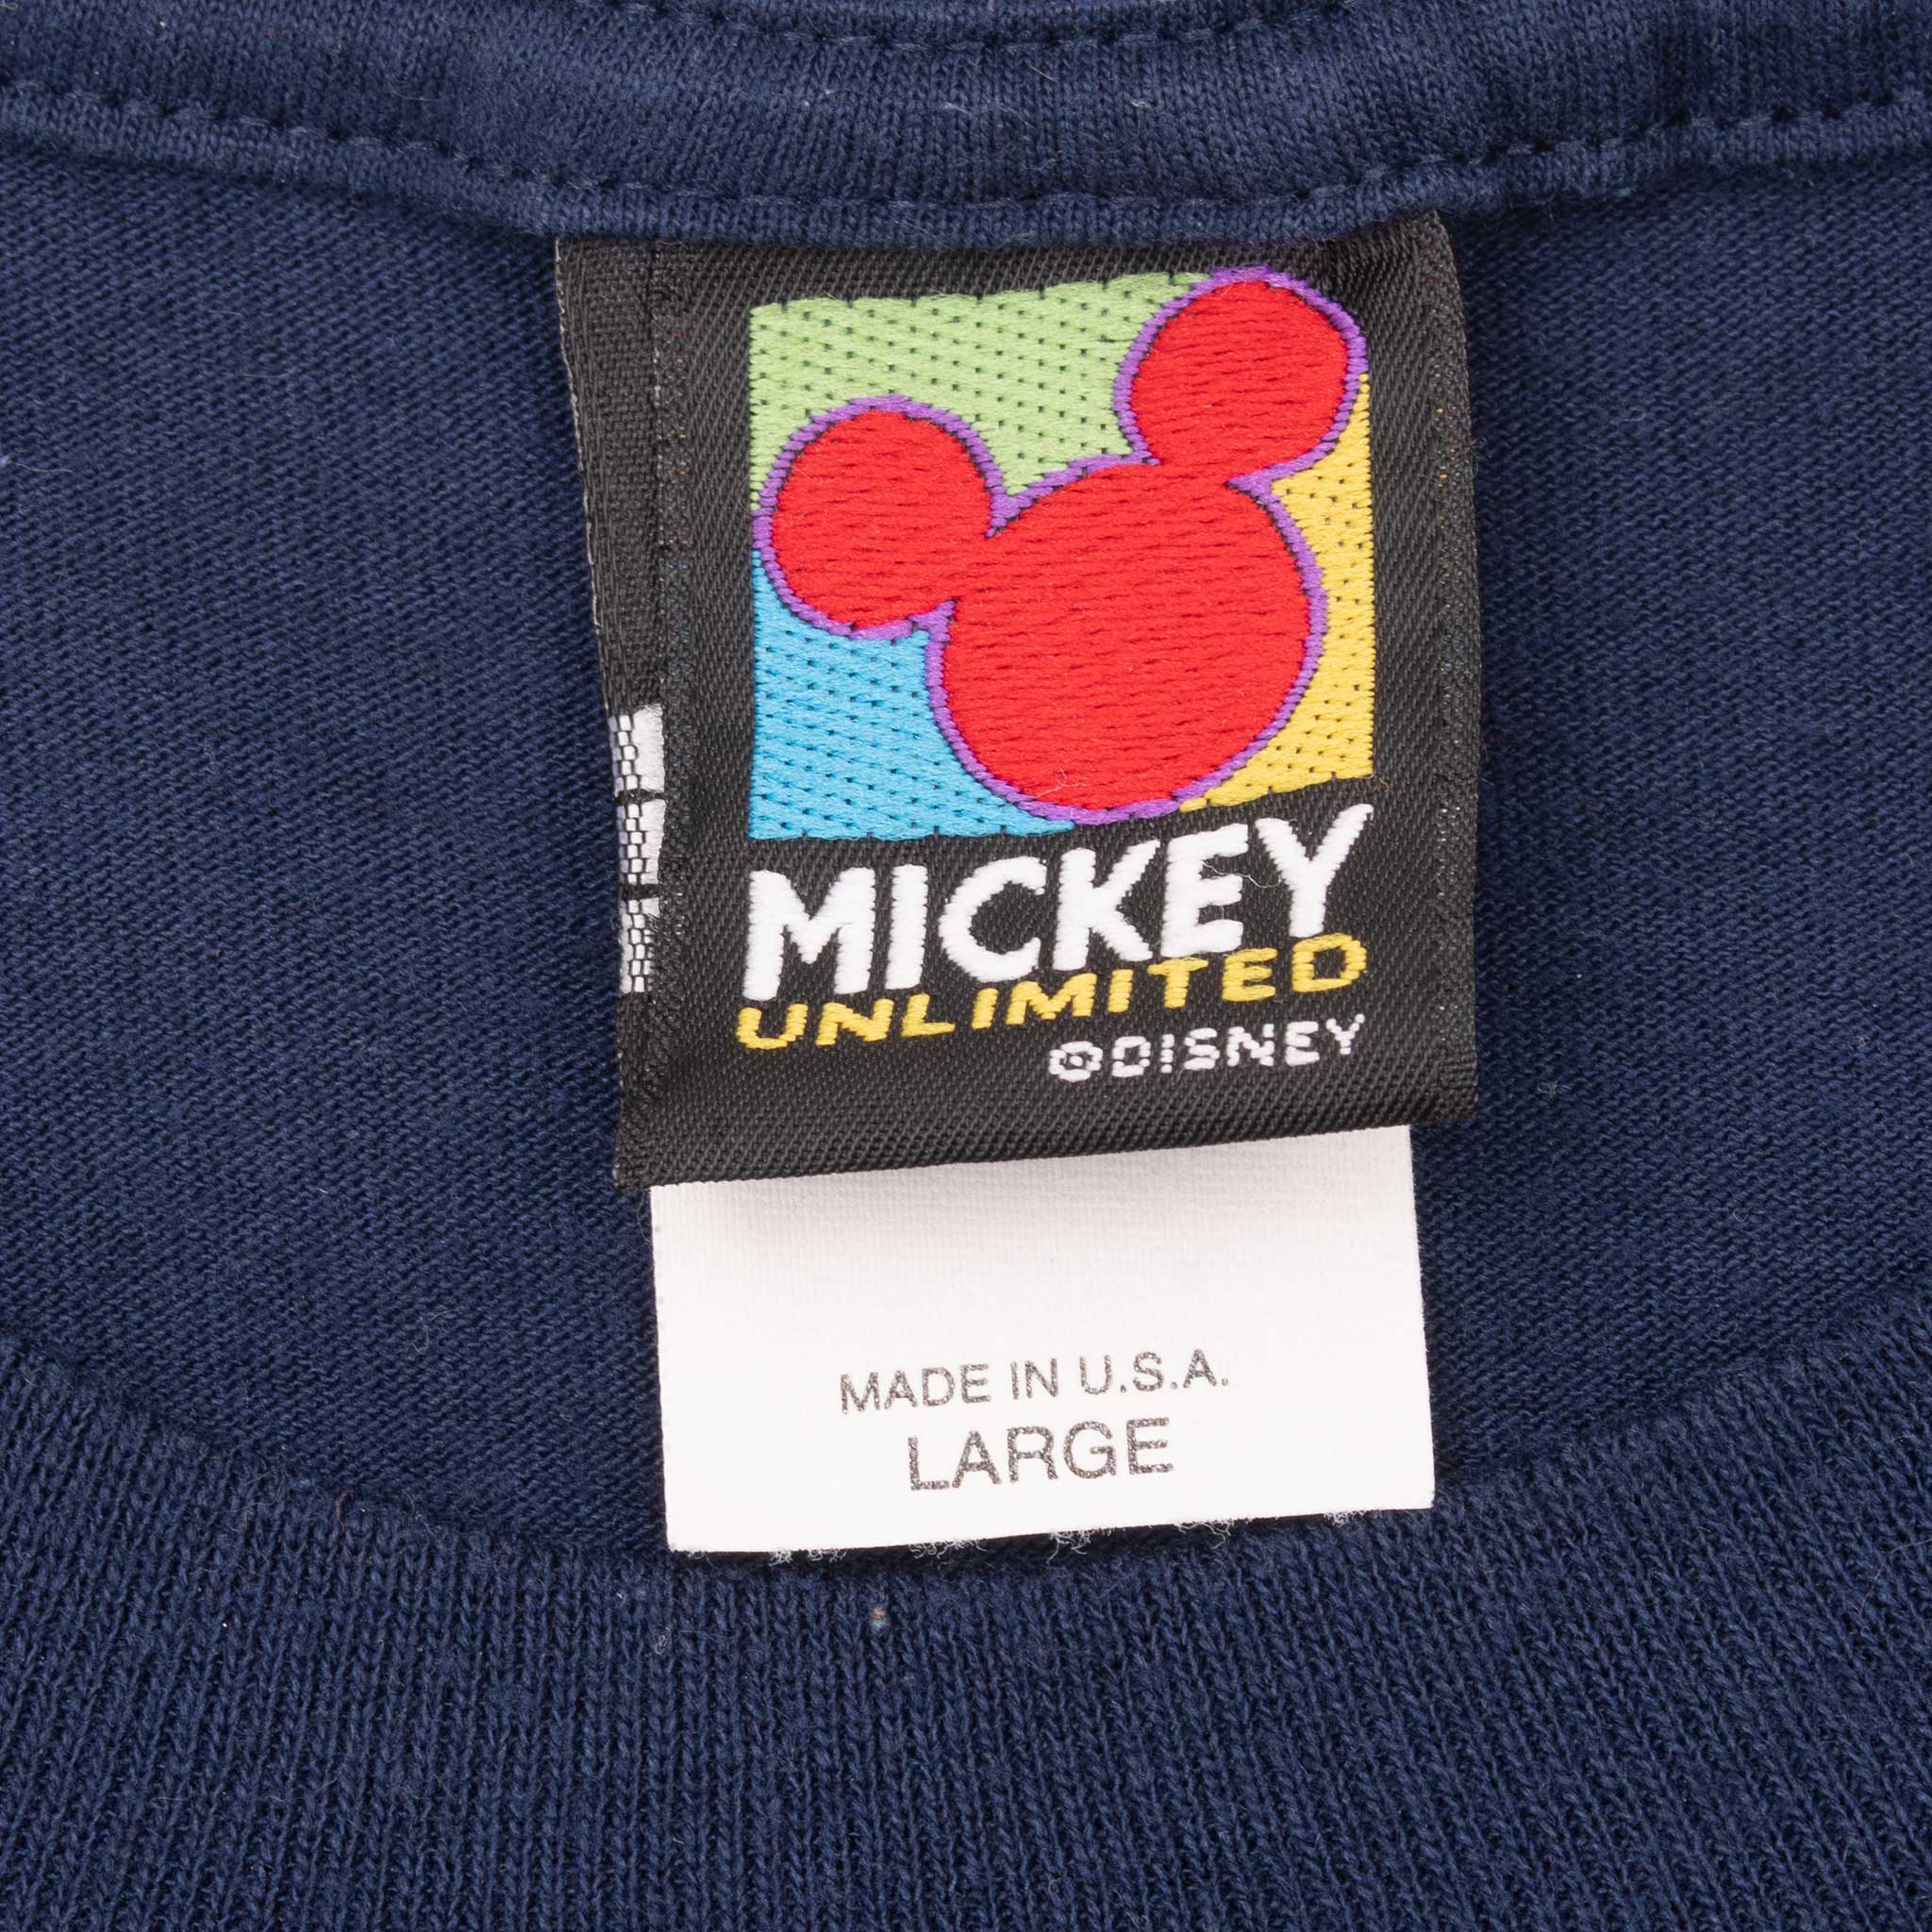 MICKEY
UNLIMITED
©DISNEY
MADE IN U.S.A.
LARGE